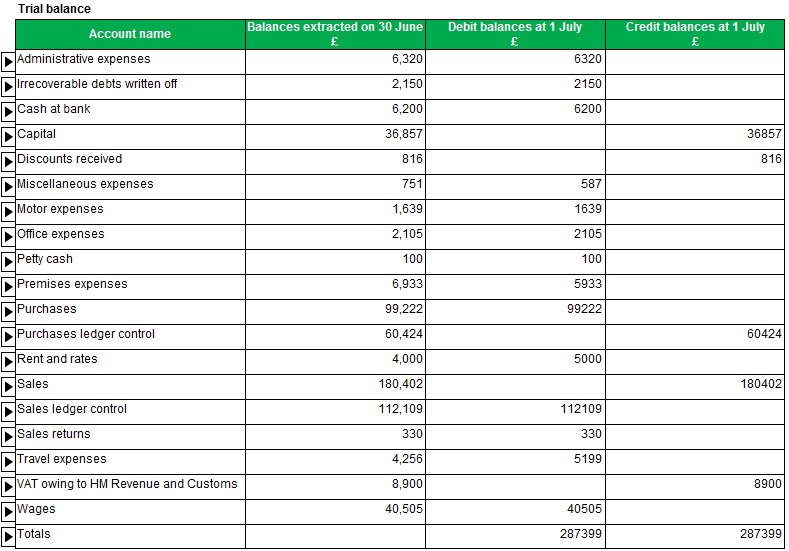 Trial balance
Account name Balances extracted on 30 June £ Debit balances at 1 July £ Credit balances at 1 July £
Administrative expenses 6,320 6320
Irrecoverable debts written off 2,150 2150
Cash at bank 6,200 6200
Capital 36,857 36857
Discounts received 816 816
Miscellaneous expenses 751 587
Motor expenses 1,639 1639
Office expenses 2,105 2105
Petty cash 100 100
Premises expenses 6,933 5933
Purchases 99,222 99222
Purchases ledger control 60,424 60424
Rent and rates 4,000 5000
Sales 180,402 180402
Sales ledger control 112,109 112109
Sales returns 330 330
Travel expenses 4,256 5199
VAT owing to HM Revenue and Customs 8,900 8900
Wages 40,505 40505
Totals 287399 287399